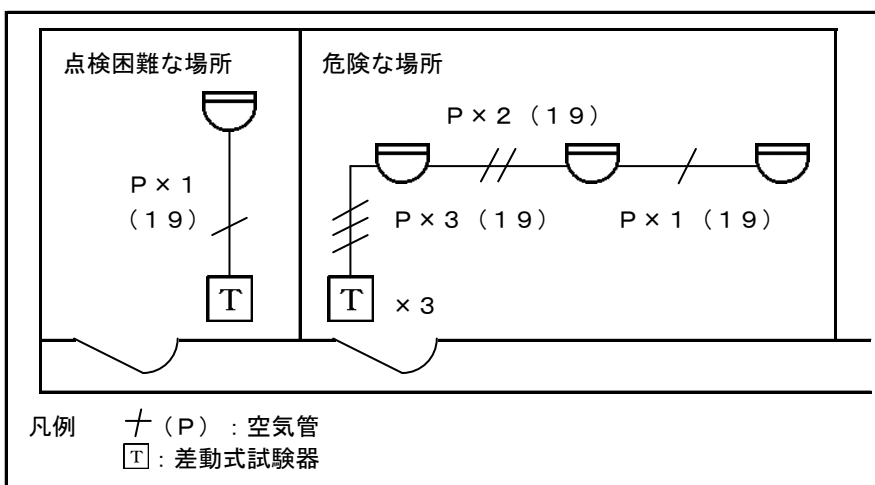 点検困難な場所
危険な場所
P×2(19)
P×1
(19)
P×3(19)
P×1(19)
T
T ×3
凡例 (P):空気管
T:差動式試験器